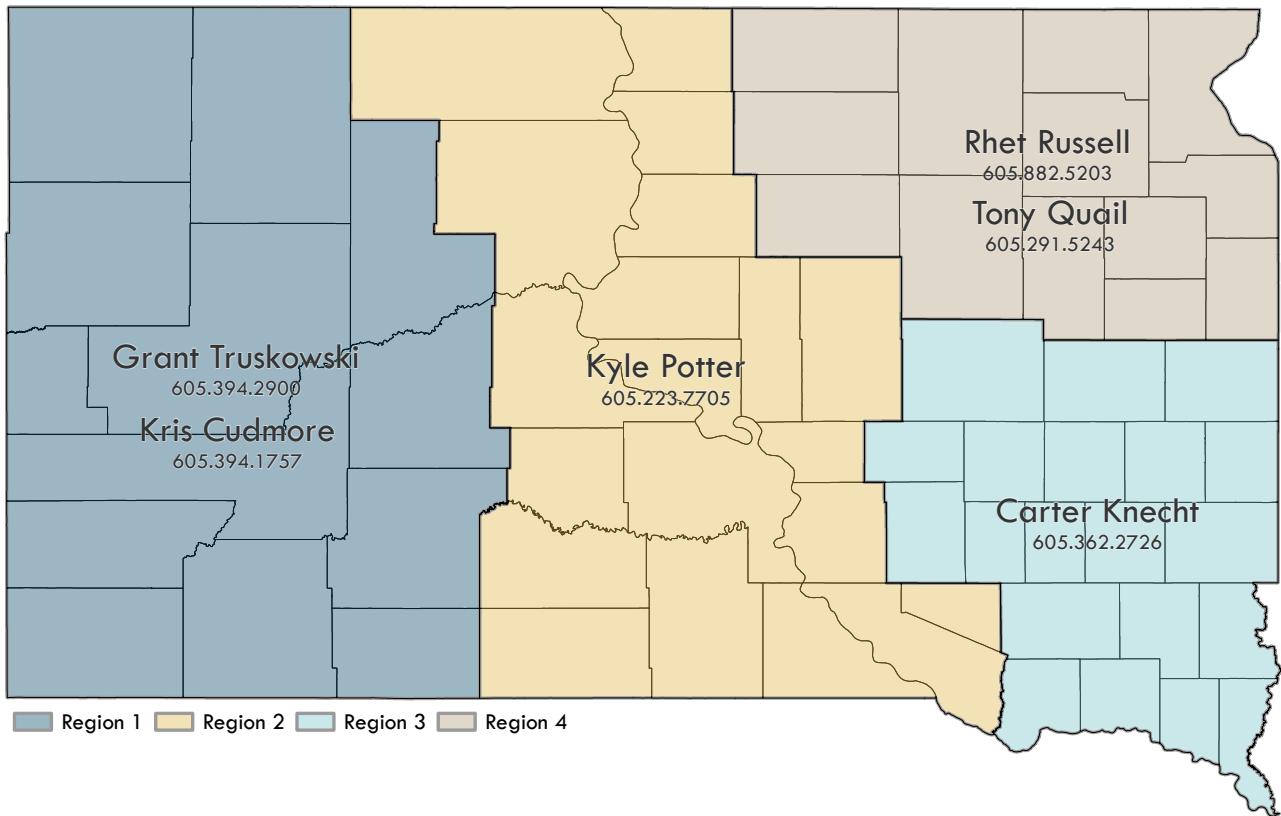 Rhet Russell
605.882.5203
Tony Quail
605.291.5243
Grant Truskowski
605.394.2900
Kris Cudmore
605.394.1757
Kyle Potter
605.223.7705
Carter Knecht
605.362.2726
Region 1 Region 2 Region 3 Region 4